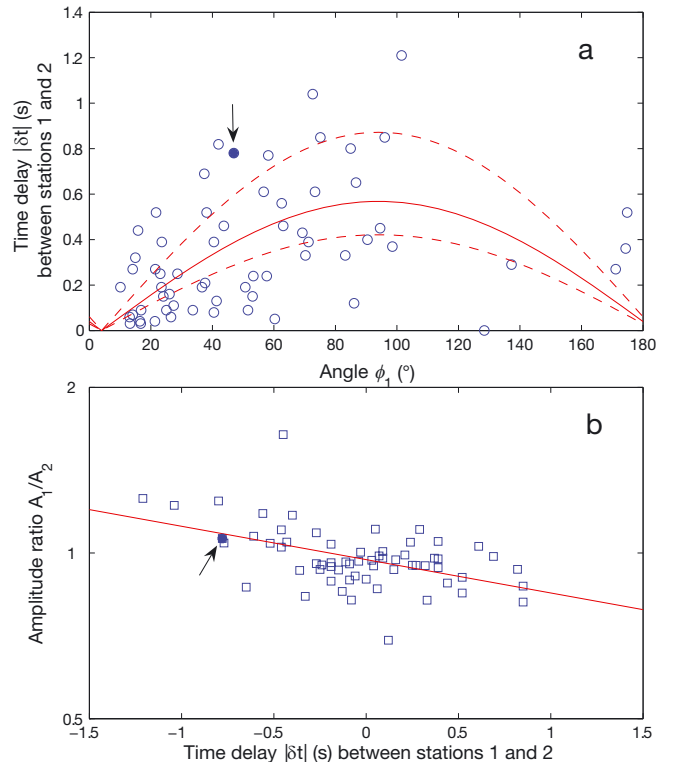 a
Time delay |δt| (s)
between stations 1 and 2
1.4
1.2
1
0.8
0.6
0.4
0.2
0
0 20 40 60 80 100 120 140 160 180
Angle ϕ_1 (°)
b
Amplitude ratio A_1/A_2
2
1
0.5
−1.5 −1 −0.5 0 0.5 1 1.5
Time delay |δt| (s) between stations 1 and 2